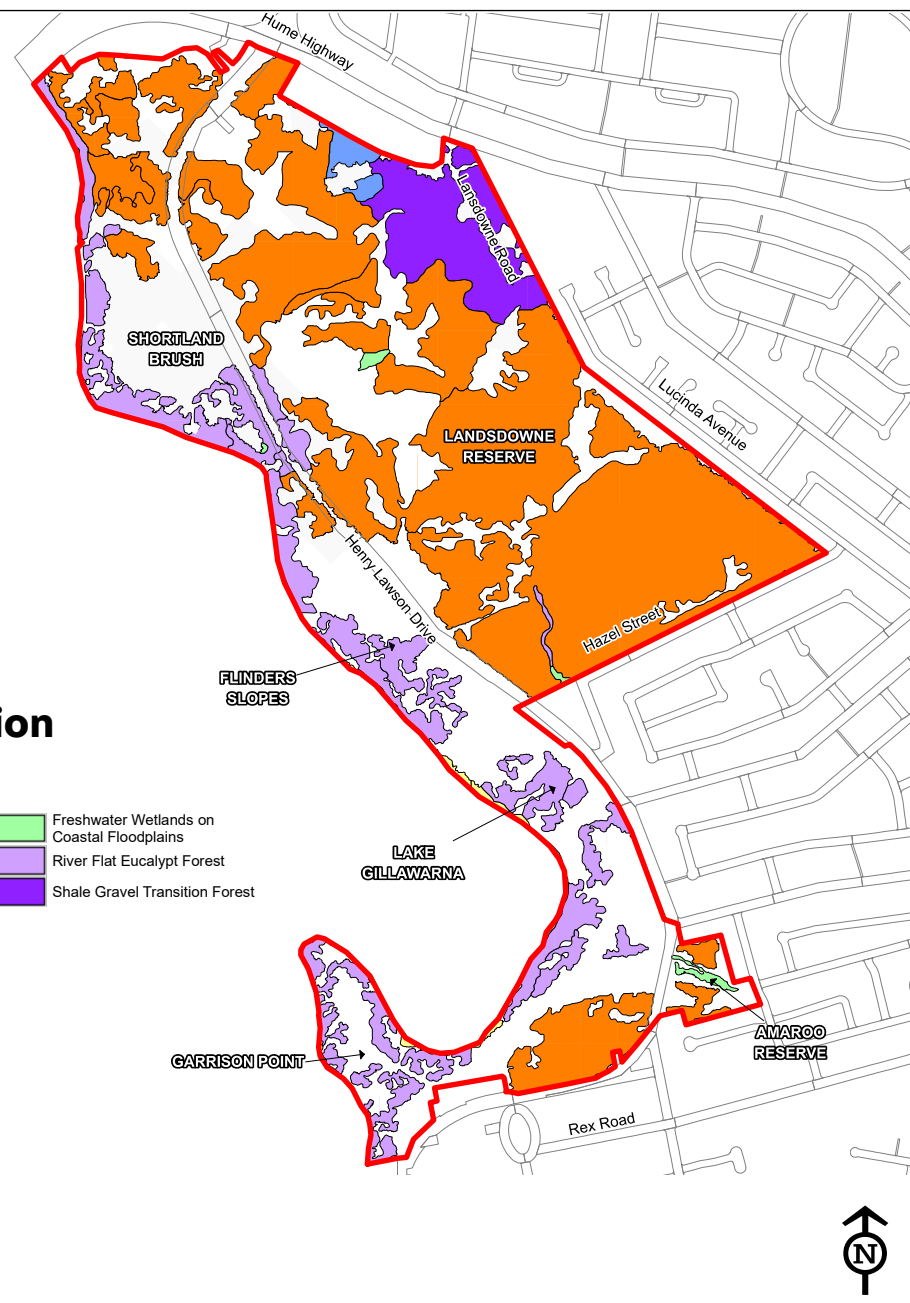 Hume Highway
Lansdowne Road
SHORTLAND
BRUSH
Lucinda Avenue
LANDSDOWNE
RESERVE
Henry Lawson Drive
Hazel Street
FLINDERS
SLOPES
ion
Freshwater Wetlands on
Coastal Floodplains
River Flat Eucalypt Forest
Shale Gravel Transition Forest
LAKE
GILLAWARNA
GARRISON POINT
AMAROO
RESERVE
Rex Road
N